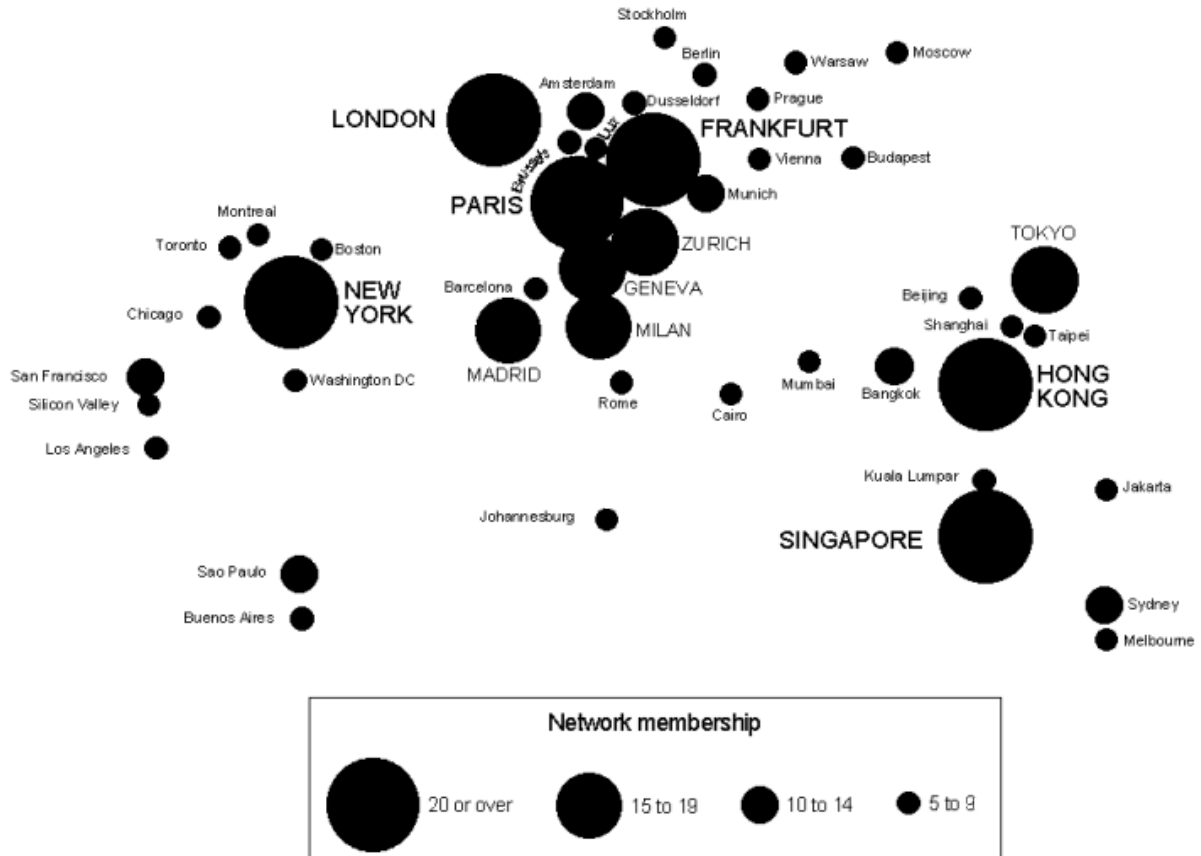 Stockholm
Berlin
Warsaw
Moscow
Amsterdam
Dusseldorf
Prague
LONDON
FRANKFURT
Brussels
Lux
Vienna
Budapest
PARIS
Munich
Montreal
Toronto
Boston
ZURICH
TOKYO
Barcelona
GENEVA
NEW
YORK
Beijing
Chicago
Shanghai
Taipei
MILAN
MADRID
San Francisco
Washington DC
Rome
Cairo
Mumbai
Bangkok
HONG
KONG
Silicon Valley
Los Angeles
Kuala Lumpar
Jakarta
Johannesburg
SINGAPORE
Sao Paulo
Buenos Aires
Sydney
Melbourne
Network membership
20 or over
15 to 19
10 to 14
5 to 9